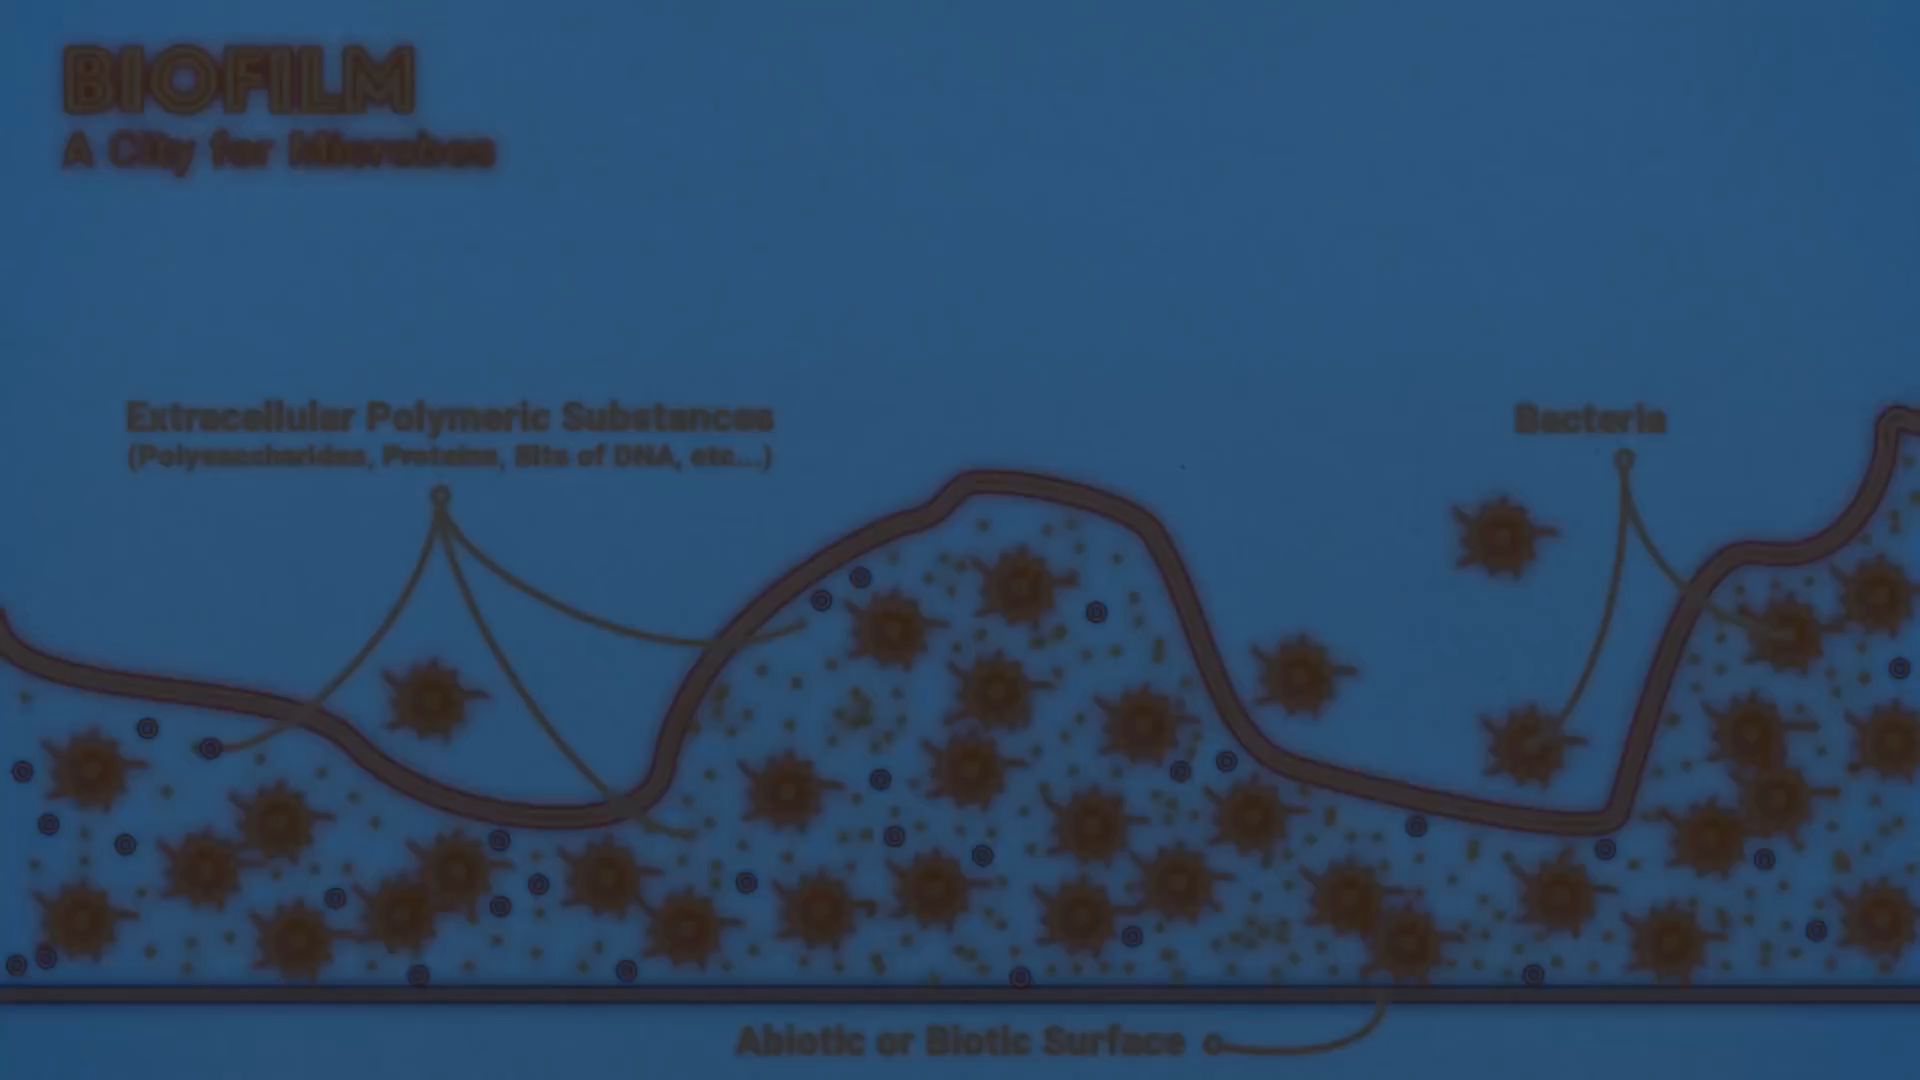 BIOFILM
A City for Microbes
Extracellular Polymeric Substances
(Polysaccharides, Proteins, Bits of DNA, etc...)
Bacteria
Abiotic or Biotic Surface